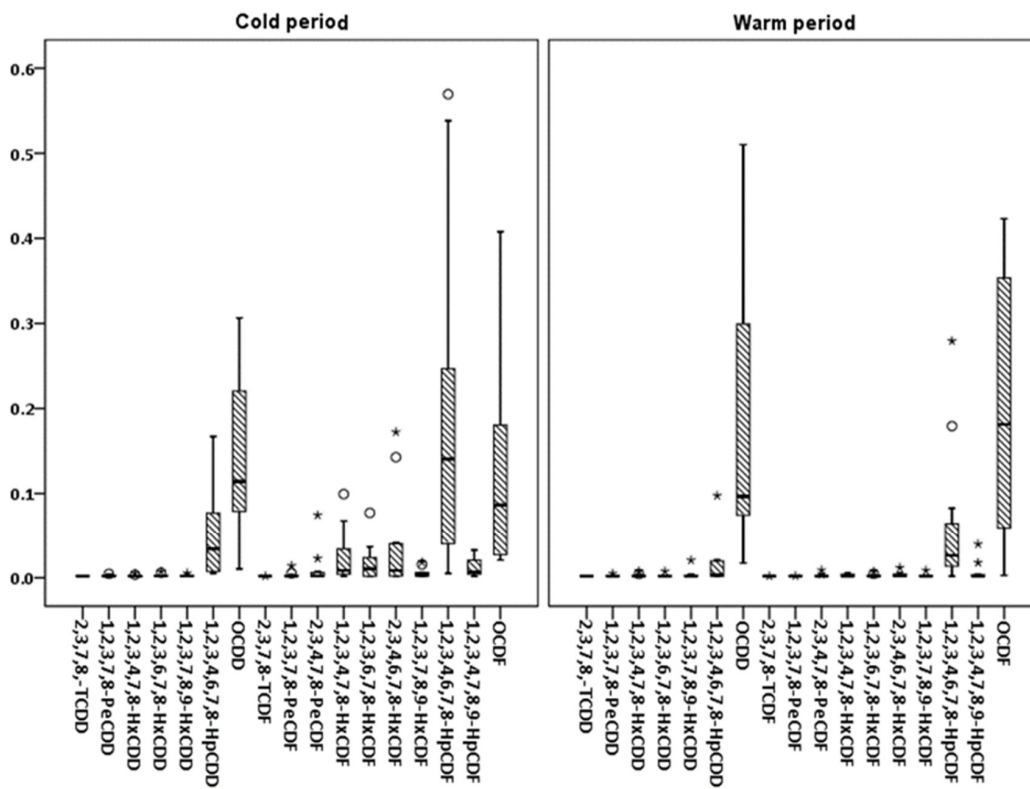 Cold period
Warm period
0.6
0.5
0.4
0.3
0.2
0.1
0.0
2,3,7,8,-TCDD
1,2,3,7,8-PeCDD
1,2,3,4,7,8-HxCDD
1,2,3,6,7,8-HxCDD
1,2,3,7,8,9-HxCDD
1,2,3,4,6,7,8-HpCDD
OCDD
2,3,7,8-TCDF
1,2,3,7,8-PeCDF
2,3,4,7,8-PeCDF
1,2,3,4,7,8-HxCDF
1,2,3,6,7,8-HxCDF
2,3,4,6,7,8-HxCDF
1,2,3,7,8,9-HxCDF
1,2,3,4,6,7,8-HpCDF
1,2,3,4,7,8,9-HpCDF
OCDF
2,3,7,8,-TCDD
1,2,3,7,8-PeCDD
1,2,3,4,7,8-HxCDD
1,2,3,6,7,8-HxCDD
1,2,3,7,8,9-HxCDD
1,2,3,4,6,7,8-HpCDD
OCDD
2,3,7,8-TCDF
1,2,3,7,8-PeCDF
2,3,4,7,8-PeCDF
1,2,3,4,7,8-HxCDF
1,2,3,6,7,8-HxCDF
2,3,4,6,7,8-HxCDF
1,2,3,7,8,9-HxCDF
1,2,3,4,6,7,8-HpCDF
1,2,3,4,7,8,9-HpCDF
OCDF